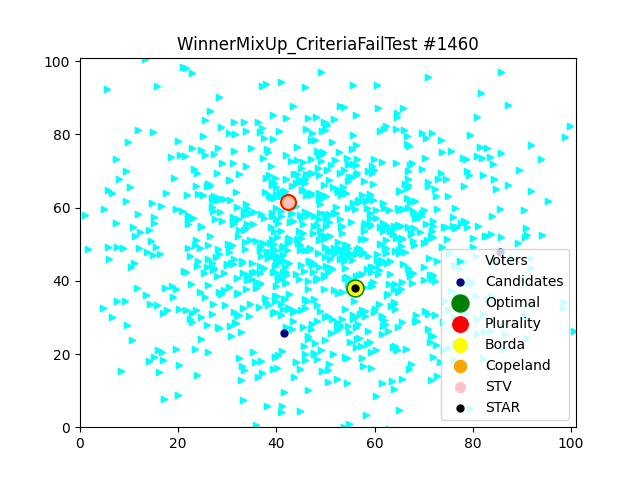 WinnerMixUp_CriteriaFailTest #1460
100
80
60
40
20
0
0 20 40 60 80 100
Voters
Candidates
Optimal
Plurality
Borda
Copeland
STV
STAR